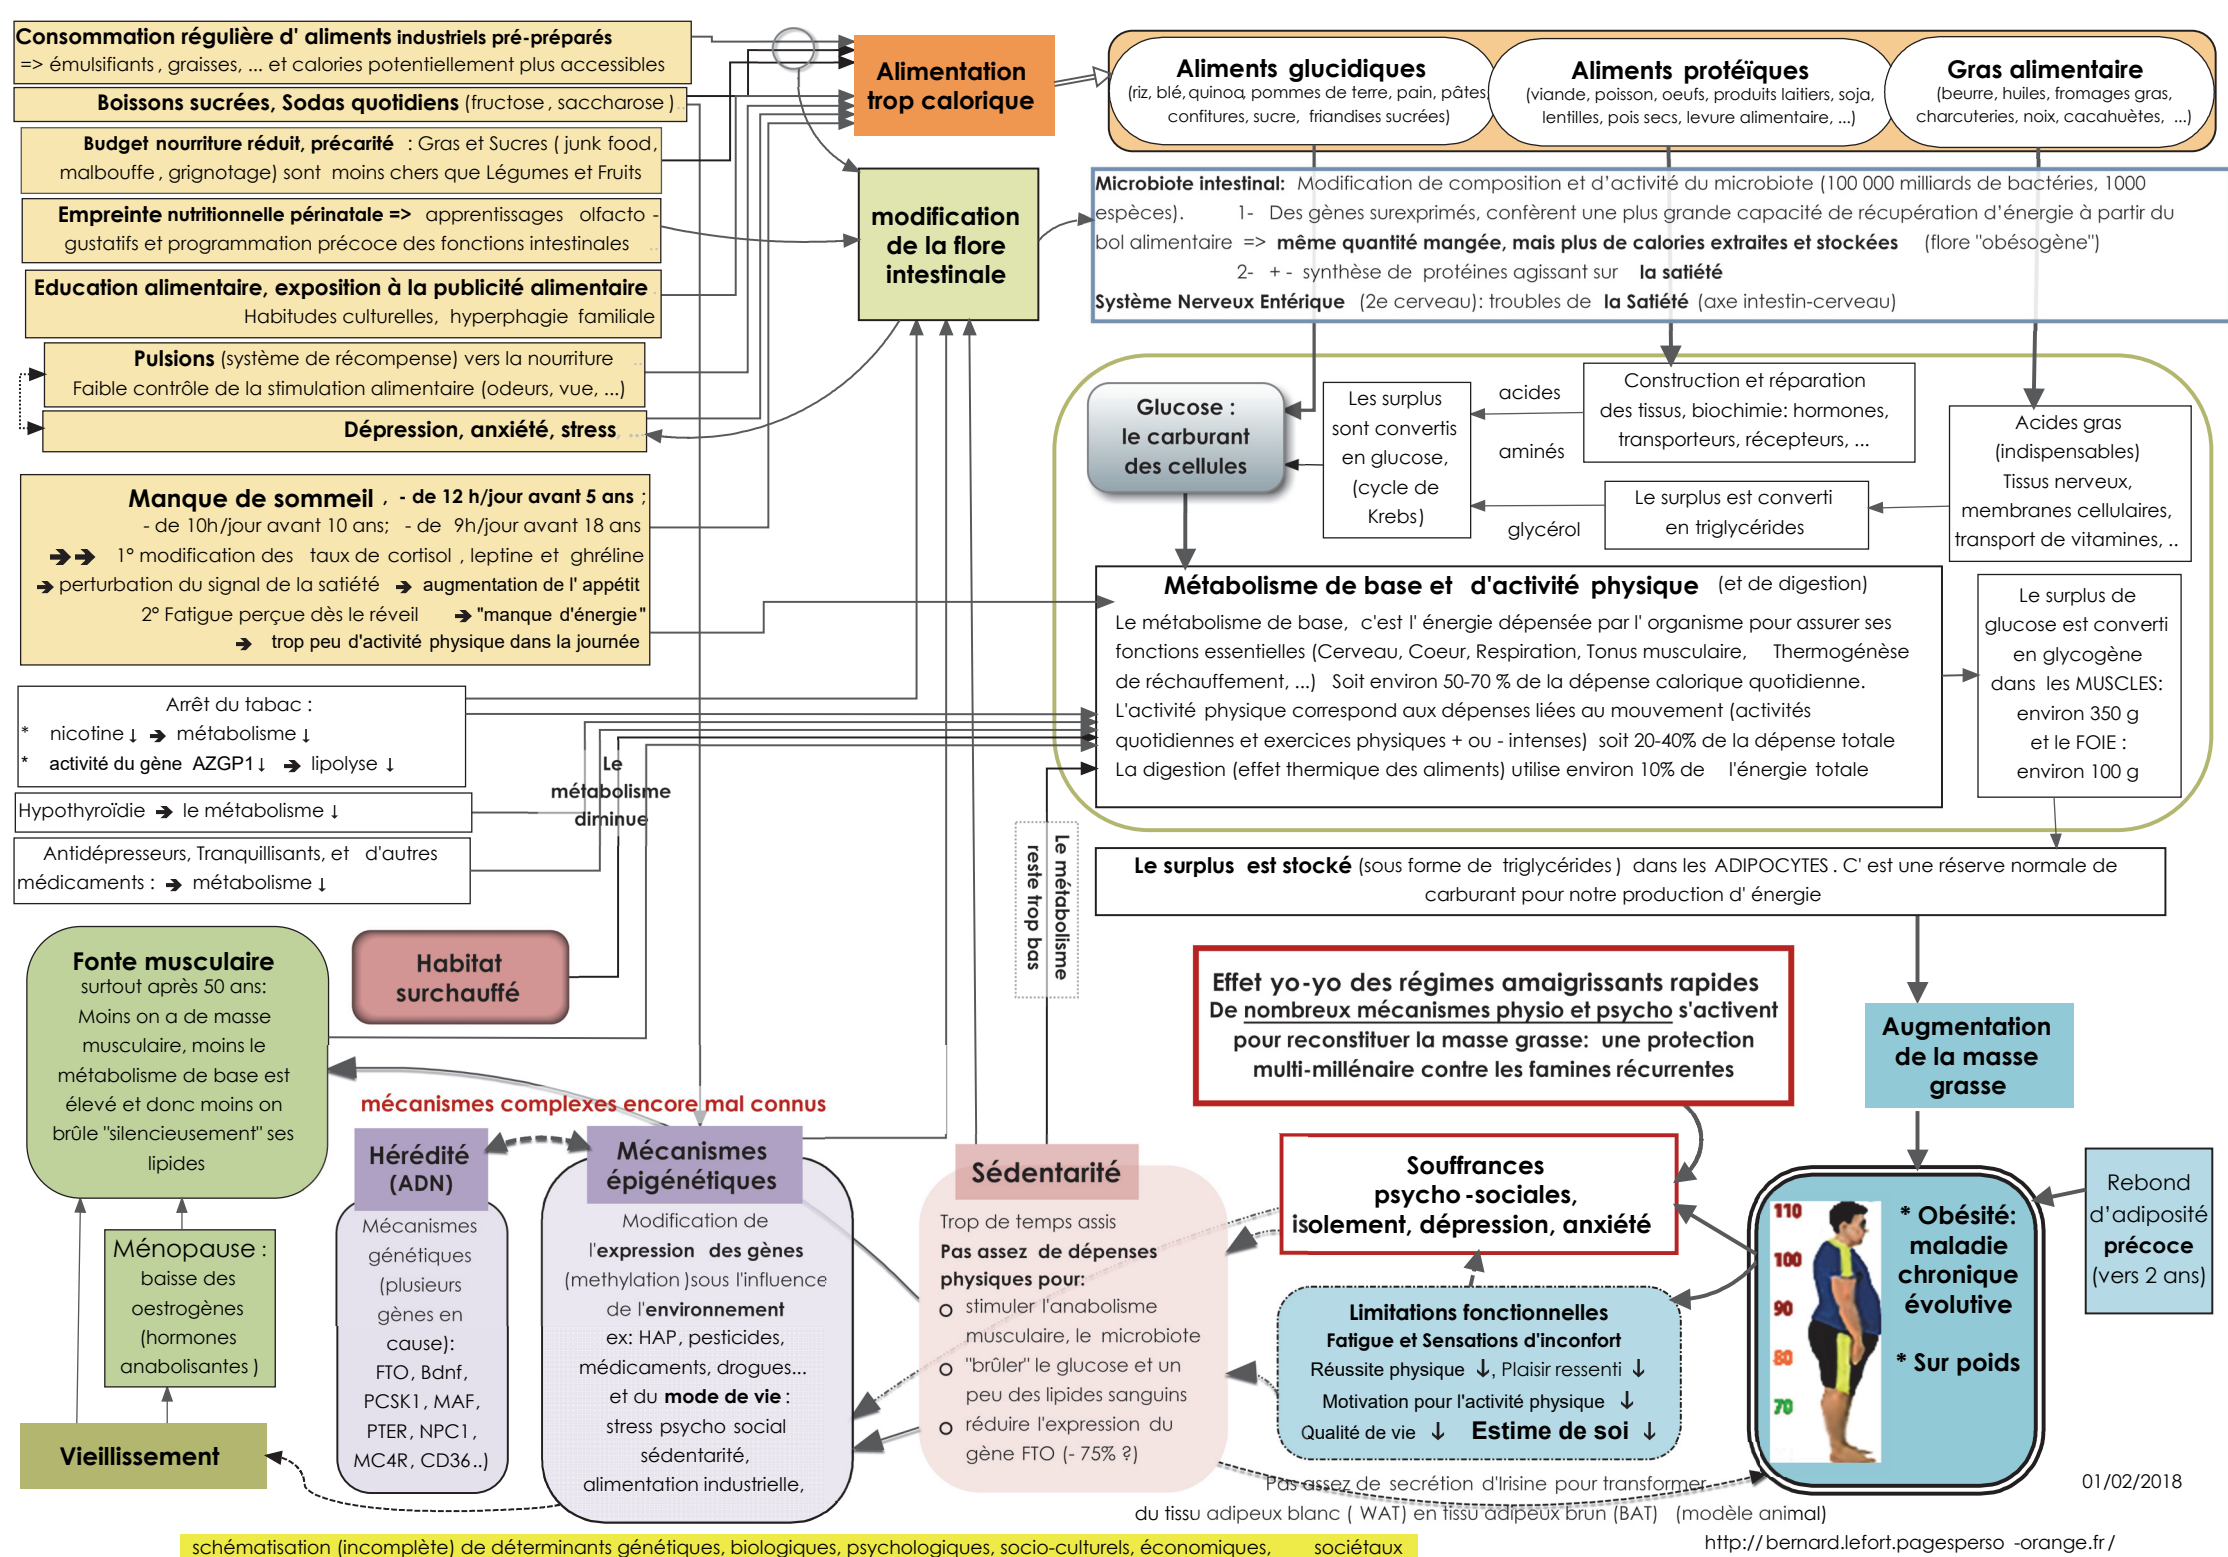 Consommation régulière d' aliments industriels pré-préparés
=> émulsifiants , graisses, ... et calories potentiellement plus accessibles
Boissons sucrées, Sodas quotidiens (fructose , saccharose )
Budget nourriture réduit, précarité : Gras et Sucres ( junk food,
malbouffe , grignotage) sont moins chers que Légumes et Fruits
Empreinte nutritionnelle périnatale => apprentissages olfacto -
gustatifs et programmation précoce des fonctions intestinales
Education alimentaire, exposition à la publicité alimentaire
Habitudes culturelles, hyperphagie familiale
Pulsions (système de récompense) vers la nourriture
Faible contrôle de la stimulation alimentaire (odeurs, vue, ...)
Dépression, anxiété, stress, ...
Manque de sommeil , - de 12 h/jour avant 5 ans ;
- de 10h/jour avant 10 ans; - de 9h/jour avant 18 ans
➔➔ 1° modification des taux de cortisol , leptine et ghréline
➔ perturbation du signal de la satiété ➔ augmentation de l' appétit
2° Fatigue perçue dès le réveil ➔ "manque d'énergie"
➔ trop peu d'activité physique dans la journée
Arrêt du tabac :
* nicotine ↓ ➔ métabolisme ↓
* activité du gène AZGP1 ↓ ➔ lipolyse ↓
Hypothyroïdie ➔ le métabolisme ↓
Antidépresseurs, Tranquillisants, et d'autres
médicaments : ➔ métabolisme ↓
Le
métabolisme
diminue
Alimentation
trop calorique
modification
de la flore
intestinale
Aliments glucidiques
(riz, blé, quinoa, pommes de terre, pain, pâtes,
confitures, sucre, friandises sucrées)
Aliments protéïques
(viande, poisson, oeufs, produits laitiers, soja,
lentilles, pois secs, levure alimentaire, ...)
Gras alimentaire
(beurre, huiles, fromages gras,
charcuteries, noix, cacahuètes, ...)
Microbiote intestinal: Modification de composition et d'activité du microbiote (100 000 milliards de bactéries, 1000
espèces). 1- Des gènes surexprimés, confèrent une plus grande capacité de récupération d'énergie à partir du
bol alimentaire => même quantité mangée, mais plus de calories extraites et stockées (flore "obésogène")
2- + - synthèse de protéines agissant sur la satiété
Système Nerveux Entérique (2e cerveau): troubles de la Satiété (axe intestin-cerveau)
Glucose :
le carburant
des cellules
Les surplus
sont convertis
en glucose,
(cycle de
Krebs)
acides
aminés
glycérol
Construction et réparation
des tissus, biochimie: hormones,
transporteurs, récepteurs, ...
Le surplus est converti
en triglycérides
Acides gras
(indispensables)
Tissus nerveux,
membranes cellulaires,
transport de vitamines, ..
Métabolisme de base et d'activité physique (et de digestion)
Le métabolisme de base, c'est l' énergie dépensée par l' organisme pour assurer ses
fonctions essentielles (Cerveau, Coeur, Respiration, Tonus musculaire, Thermogénèse
de réchauffement, ...) Soit environ 50-70 % de la dépense calorique quotidienne.
L'activité physique correspond aux dépenses liées au mouvement (activités
quotidiennes et exercices physiques + ou - intenses) soit 20-40% de la dépense totale
La digestion (effet thermique des aliments) utilise environ 10% de l'énergie totale
Le surplus de
glucose est converti
en glycogène
dans les MUSCLES:
environ 350 g
et le FOIE :
environ 100 g
Le surplus est stocké (sous forme de triglycérides ) dans les ADIPOCYTES . C' est une réserve normale de
carburant pour notre production d' énergie
Le métabolisme
reste trop bas
Fonte musculaire
surtout après 50 ans:
Moins on a de masse
musculaire, moins le
métabolisme de base est
élevé et donc moins on
brûle "silencieusement" ses
lipides
Habitat
surchauffé
Effet yo-yo des régimes amaigrissants rapides
De nombreux mécanismes physio et psycho s'activent
pour reconstituer la masse grasse: une protection
multi-millénaire contre les famines récurrentes
Augmentation
de la masse
grasse
mécanismes complexes encore mal connus
Hérédité
(ADN)
Mécanismes
génétiques
(plusieurs
gènes en
cause):
FTO, Bdnf,
PCSK1, MAF,
PTER, NPC1,
MC4R, CD36..)
Mécanismes
épigénétiques
Modification de
l'expression des gènes
(methylation )sous l'influence
de l'environnement
ex: HAP, pesticides,
médicaments, drogues...
et du mode de vie :
stress psycho social
sédentarité,
alimentation industrielle,
Sédentarité
Trop de temps assis
Pas assez de dépenses
physiques pour:
o stimuler l'anabolisme
musculaire, le microbiote
o "brûler" le glucose et un
peu des lipides sanguins
o réduire l'expression du
gène FTO (- 75% ?)
Souffrances
psycho -sociales,
isolement, dépression, anxiété
Limitations fonctionnelles
Fatigue et Sensations d'inconfort
Réussite physique ↓, Plaisir ressenti ↓
Motivation pour l'activité physique ↓
Qualité de vie ↓ Estime de soi ↓
110
100
90
80
70
* Obésité:
maladie
chronique
évolutive
* Sur poids
Rebond
d'adiposité
précoce
(vers 2 ans)
Ménopause :
baisse des
oestrogènes
(hormones
anabolisantes )
Vieillissement
Pas assez de secrétion d'Irisine pour transformer
du tissu adipeux blanc ( WAT) en tissu adipeux brun (BAT) (modèle animal)
01/02/2018
http:// bernard.lefort.pagesperso -orange.fr /
schématisation (incomplète) de déterminants génétiques, biologiques, psychologiques, socio-culturels, économiques, sociétaux